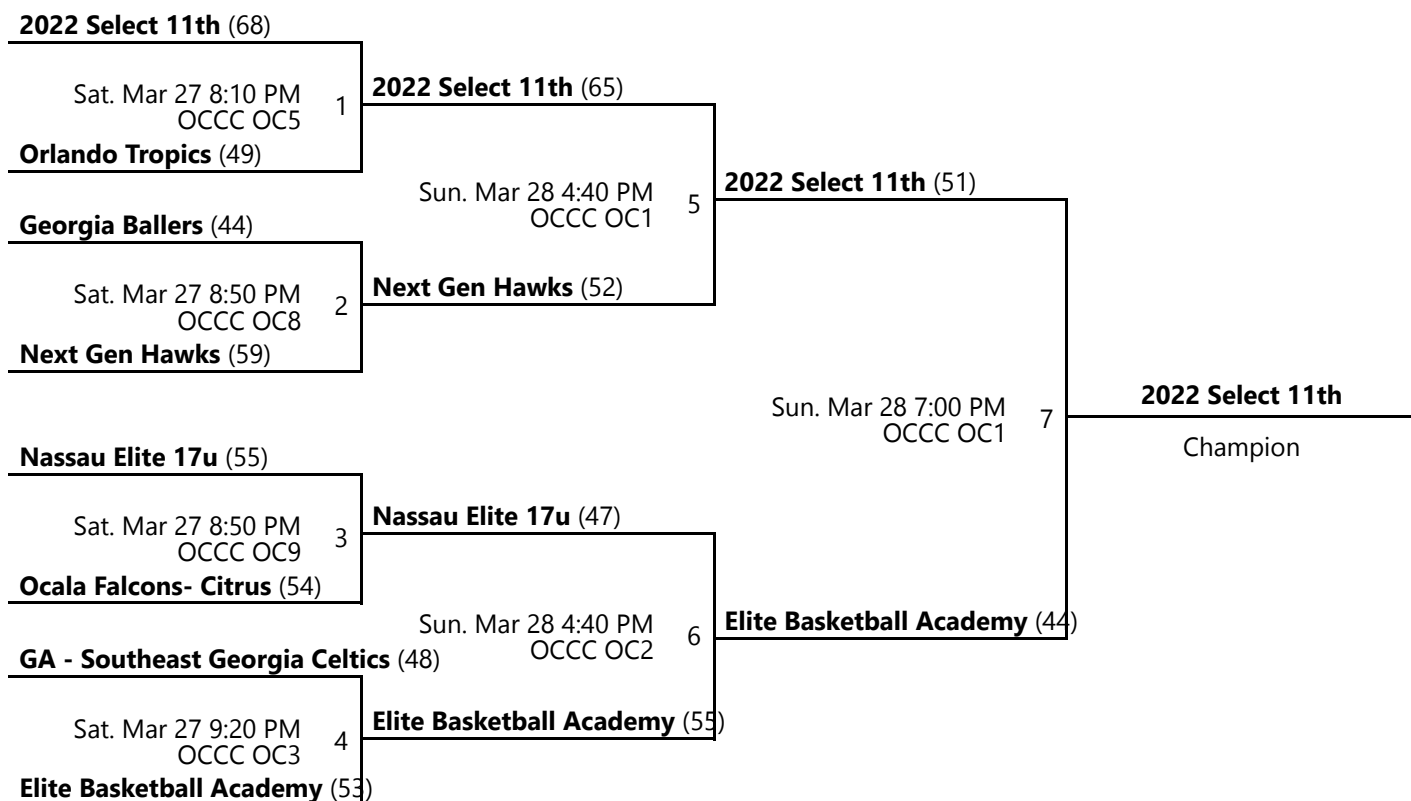 2022 Select 11th (68)
Sat. Mar 27 8:10 PM
OCCC OC5
1
Orlando Tropics (49)
2022 Select 11th (65)
Georgia Ballers (44)
Sat. Mar 27 8:50 PM
OCCC OC8
2
Next Gen Hawks (59)
Sun. Mar 28 4:40 PM
OCCC OC1
5
Next Gen Hawks (52)
2022 Select 11th (51)
Nassau Elite 17u (55)
Sat. Mar 27 8:50 PM
OCCC OC9
3
Ocala Falcons- Citrus (54)
Nassau Elite 17u (47)
GA - Southeast Georgia Celtics (48)
Sat. Mar 27 9:20 PM
OCCC OC3
4
Elite Basketball Academy (53)
Sun. Mar 28 4:40 PM
OCCC OC2
6
Elite Basketball Academy (55)
Sun. Mar 28 7:00 PM
OCCC OC1
7
Elite Basketball Academy (44)
2022 Select 11th
Champion